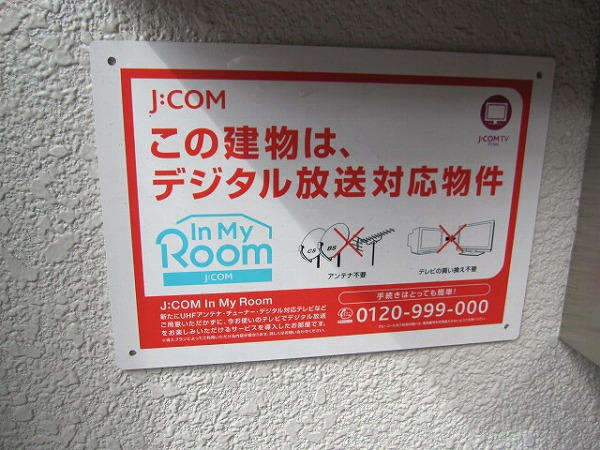 J:COM
J:COM TV
この建物は、
デジタル放送対応物件
In My
Room
J:COM
CS BS
アンテナ不要
テレビの買い換え不要
J:COM In My Room
新たにUHFアンテナ・チューナー・デジタル対応テレビなど
ご用意いただかずに、今お使いのテレビでデジタル放送
をお楽しみいただけるサービスを導入したお部屋です。
手続きはとっても簡単!
0120-999-000